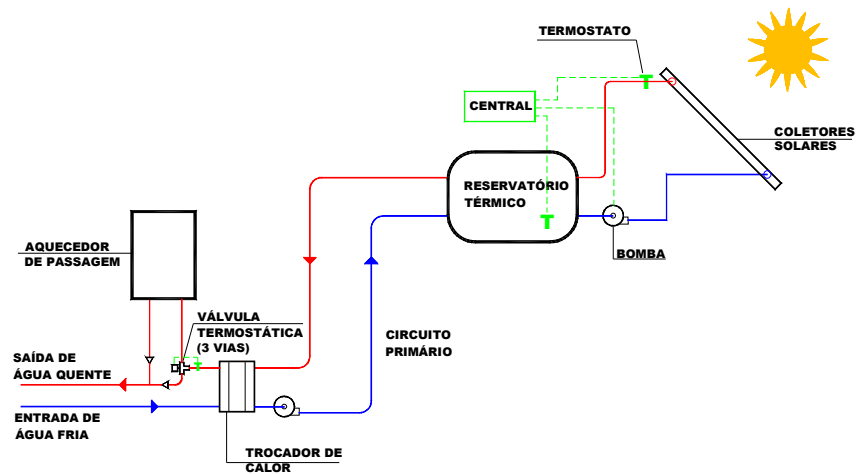 TERMOSTATO
CENTRAL
COLETORES
SOLARES
RESERVATÓRIO
TÉRMICO
BOMBA
AQUECEDOR
DE PASSAGEM
VÁLVULA
TERMOSTÁTICA
(3 VIAS)
CIRCUITO
PRIMÁRIO
SAÍDA DE
ÁGUA QUENTE
ENTRADA DE
ÁGUA FRIA
TROCADOR DE
CALOR